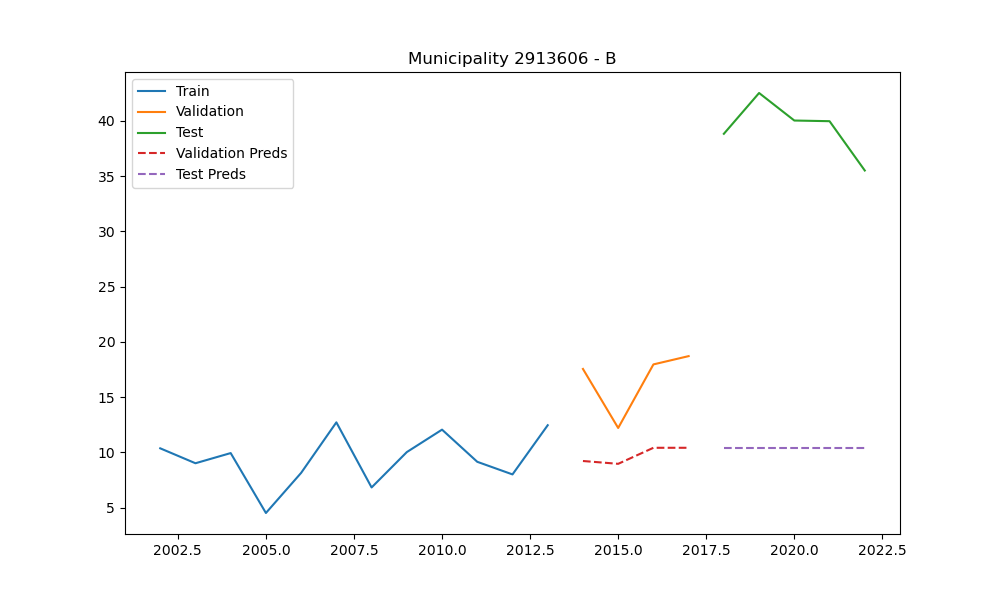 Municipality 2913606 - B
Train
Validation
Test
Validation Preds
Test Preds
40
35
30
25
20
15
10
5
2002.5 2005.0 2007.5 2010.0 2012.5 2015.0 2017.5 2020.0 2022.5